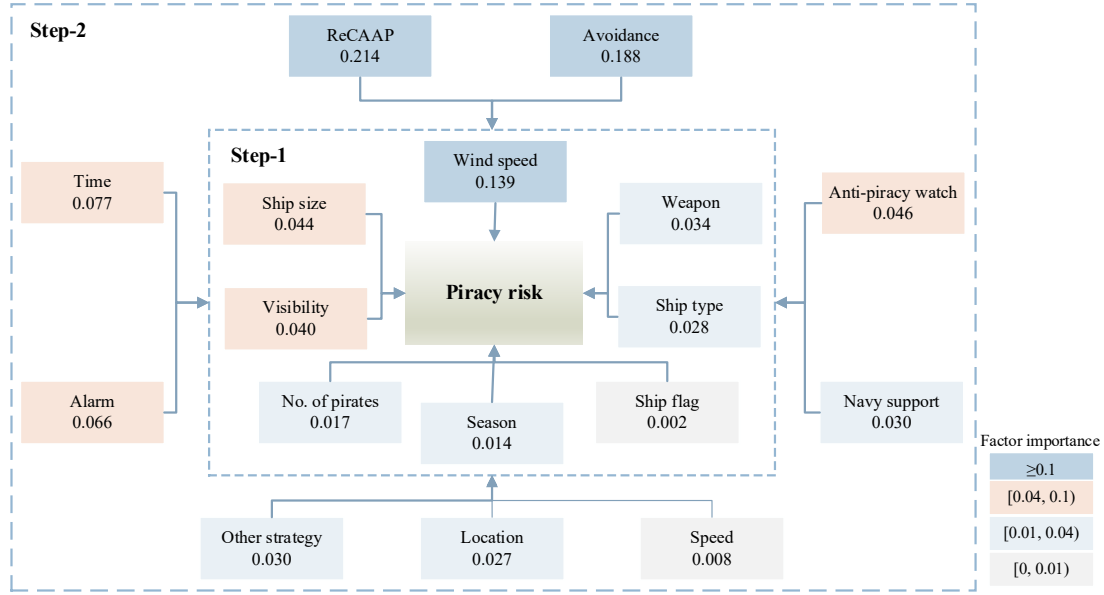 Step-2
ReCAAP
0.214
Avoidance
0.188
Step-1
Wind speed
0.139
Time
0.077
Ship size
0.044
Weapon
0.034
Anti-piracy watch
0.046
Piracy risk
Visibility
0.040
Ship type
0.028
Alarm
0.066
No. of pirates
0.017
Season
0.014
Ship flag
0.002
Navy support
0.030
Other strategy
0.030
Location
0.027
Speed
0.008
Factor importance
≥0.1
[0.04, 0.1)
[0.01, 0.04)
[0, 0.01)